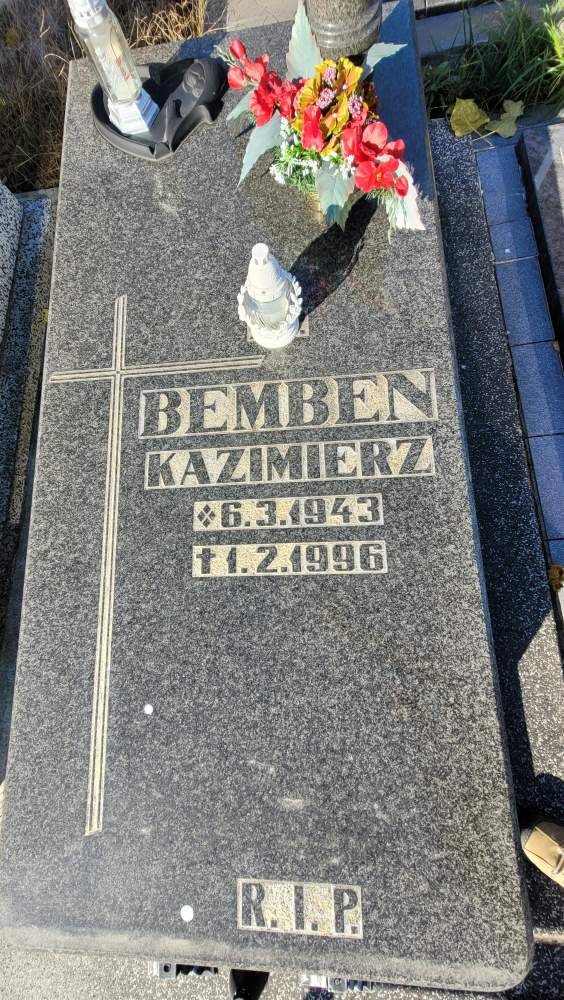 BEMBEN
KAZIMIERZ
6.3.1943
✝1.2.1996
R.I.P.